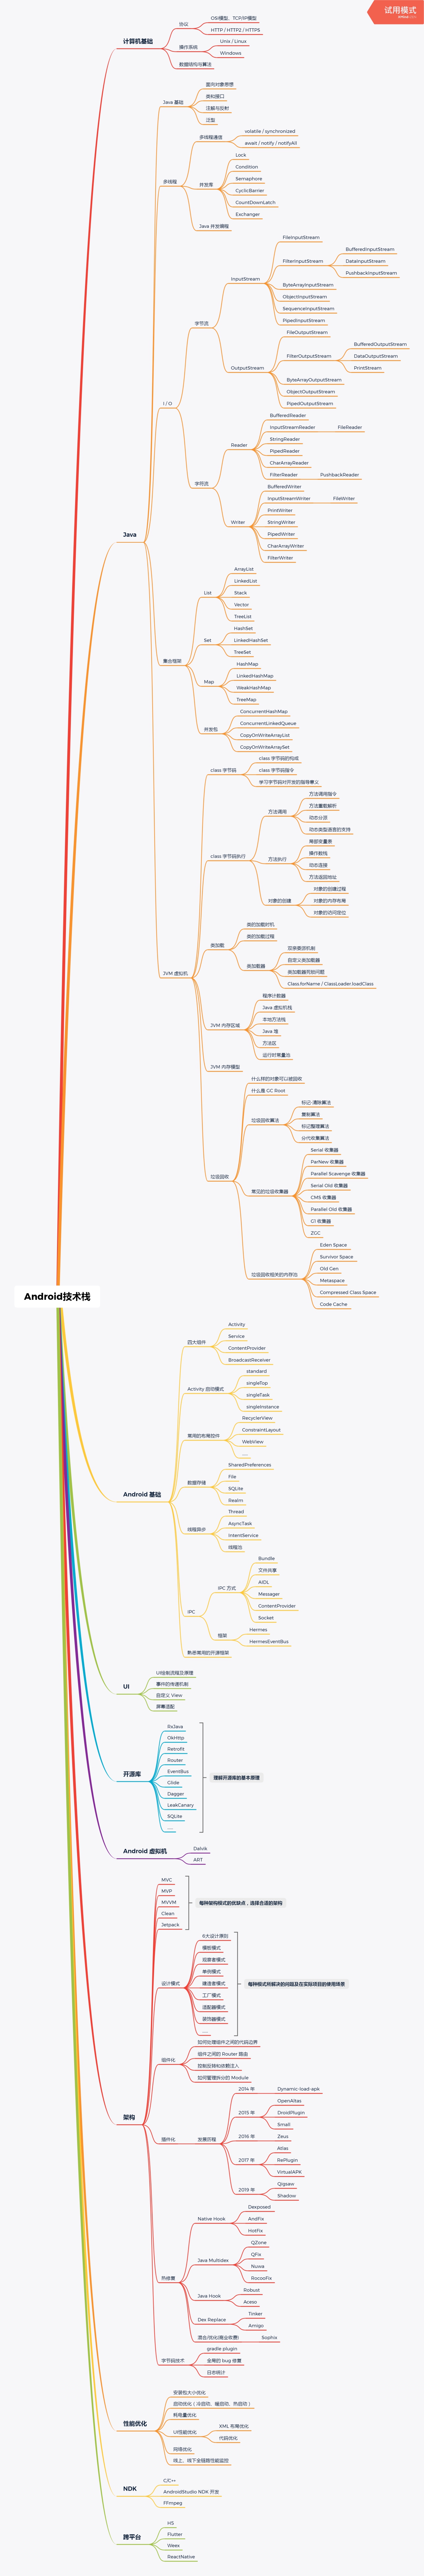 试用模式
计算机基础
协议
OSI模型、TCP/IP模型
HTTP / HTTP2 / HTTPS
操作系统
Unix / Linux
Windows
数据结构与算法
Java
Java 基础
面向对象原理
类和接口
注解与反射
泛型
多线程
多线程通信
volatile / synchronized
await / notify / notifyAll
并发库
Lock
Condition
Semaphore
CyclicBarrier
CountDownLatch
Exchanger
Java 并发编程
I / O
字节流
InputStream
FileInputStream
FilterInputStream
BufferedInputStream
DataInputStream
PushbackInputStream
ByteArrayInputStream
ObjectInputStream
SequenceInputStream
PipedInputStream
OutputStream
FileOutputStream
FilterOutputStream
BufferedOutputStream
DataOutputStream
PrintStream
ByteArrayOutputStream
ObjectOutputStream
PipedOutputStream
字符流
Reader
BufferedReader
InputStreamReader
FileReader
StringReader
PipedReader
CharArrayReader
FilterReader
PushbackReader
Writer
BufferedWriter
InputStreamWriter
FileWriter
PrintWriter
StringWriter
PipedWriter
CharArrayWriter
FilterWriter
集合框架
List
ArrayList
LinkedList
Stack
Vector
TreeList
Set
HashSet
LinkedHashSet
TreeSet
Map
HashMap
LinkedHashMap
WeakHashMap
TreeMap
并发包
ConcurrentHashMap
ConcurrentLinkedQueue
CopyOnWriteArrayList
CopyOnWriteArraySet
JVM 虚拟机
class 字节码
class 字节码的构成
class 字节码指令
学习字节码对开发的指导意义
class 字节码执行
方法调用
方法调用指令
方法重载解析
动态分派
动态类型语言的支持
方法执行
局部变量表
操作数栈
动态连接
方法返回地址
对象的创建
对象的创建过程
对象的内存布局
对象的访问定位
类加载
类的加载时机
类的加载过程
类加载器
双亲委派机制
自定义类加载器
类加载器死锁问题
Class.forName / ClassLoader.loadClass
JVM 内存区域
程序计数器
Java 虚拟机栈
本地方法栈
Java 堆
方法区
运行时常量池
JVM 内存模型
垃圾回收
什么样的对象可以被回收
什么是 GC Root
垃圾回收算法
标记-清除算法
复制算法
标记整理算法
分代收集算法
常见的垃圾收集器
Serial 收集器
ParNew 收集器
Parallel Scavenge 收集器
Serial Old 收集器
CMS 收集器
Parallel Old 收集器
G1 收集器
ZGC
垃圾回收相关的内存池
Eden Space
Survivor Space
Old Gen
Metaspace
Compressed Class Space
Code Cache
Android技术栈
Android 基础
四大组件
Activity
Service
ContentProvider
BroadcastReceiver
Activity 启动模式
standard
singleTop
singleTask
singleInstance
常用的布局控件
RecyclerView
ConstraintLayout
WebView
......
数据存储
SharedPreferences
File
SQLite
Realm
线程异步
Thread
AsyncTask
IntentService
线程池
IPC
IPC 方式
Bundle
文件共享
AIDL
Messager
ContentProvider
Socket
框架
Hermes
HermesEventBus
熟悉常用的开源框架
UI
UI绘制流程及原理
事件的传递机制
自定义 View
屏幕适配
开源库
RxJava
OkHttp
Retrofit
Router
EventBus
Glide
Dagger
LeakCanary
SQLite
......
理解开源库的基本原理
Android 虚拟机
Dalvik
ART
架构
MVC
MVP
MVVM
Clean
Jetpack
每种架构模式的优缺点，选择合适的架构
设计模式
6大设计原则
模板模式
观察者模式
单例模式
建造者模式
工厂模式
适配器模式
装饰器模式
......
每种模式所解决的问题及在实际项目的使用场景
组件化
如何处理组件之间的代码边界
组件之间的 Router 路由
控制反转和依赖注入
如何管理拆分的 Module
插件化
发展历程
2014 年
Dynamic-load-apk
2015 年
OpenAtlas
DroidPlugin
Small
2016 年
Zeus
2017 年
Atlas
RePlugin
VirtualAPK
2019 年
Qigsaw
Shadow
热修复
Native Hook
Dexposed
AndFix
HotFix
Java Multidex
QZone
QFix
Nuwa
RocooFix
Java Hook
Robust
Aceso
Dex Replace
Tinker
Amigo
混合/优化(商业收费)
Sophix
字节码技术
gradle plugin
全局的 bug 修复
日志统计
性能优化
安装包大小优化
启动优化（冷启动、暖启动、热启动）
耗电量优化
UI性能优化
XML 布局优化
代码优化
网络优化
线上、线下全链路性能监控
NDK
C/C++
AndroidStudio NDK 开发
FFmpeg
跨平台
H5
Flutter
Weex
ReactNative